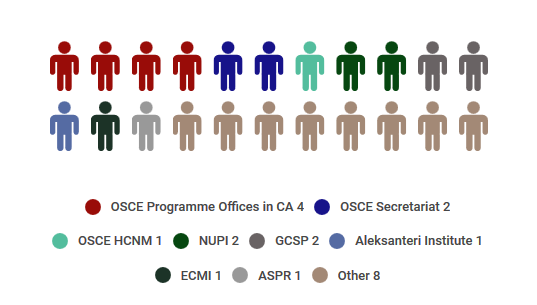 OSCE Programme Offices in CA 4 OSCE Secretariat 2
OSCE HCNM 1 NUPI 2 GCSP 2 Aleksanteri Institute 1
ECMI 1 ASPR 1 Other 8